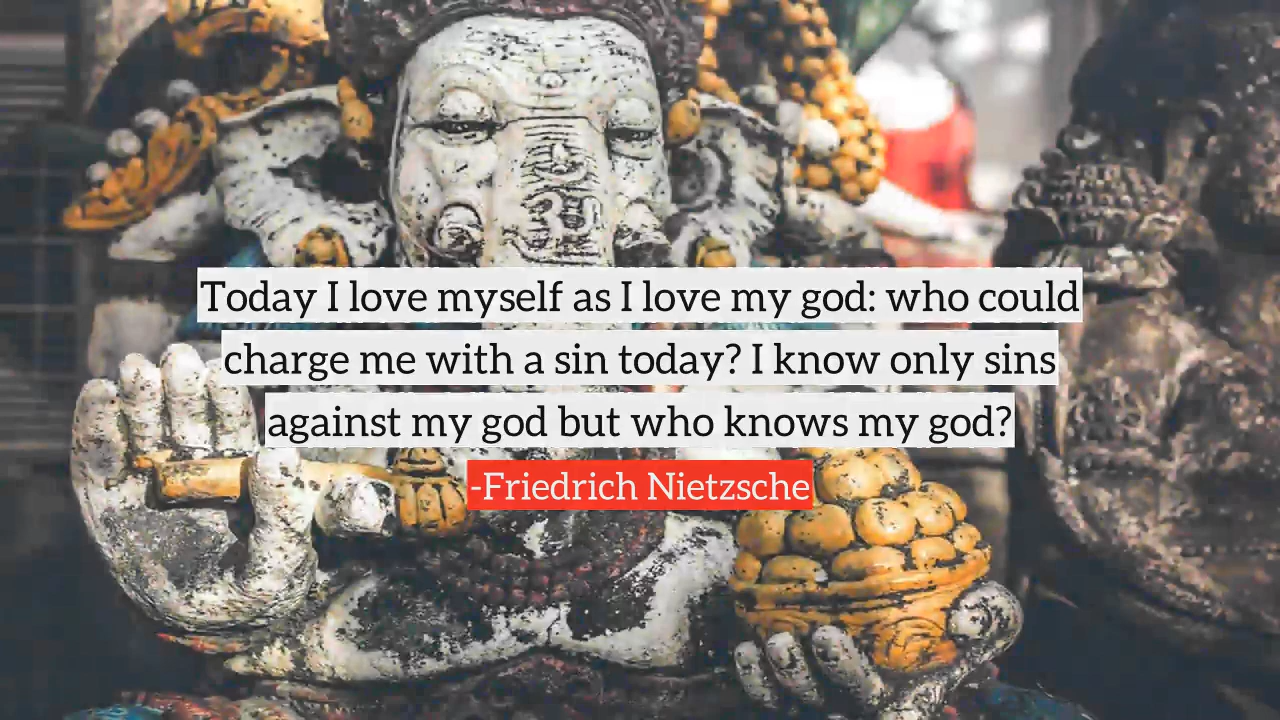 ॐ
Today I love myself as I love my god: who could
charge me with a sin today? I know only sins
against my god but who knows my god?
-Friedrich Nietzsche